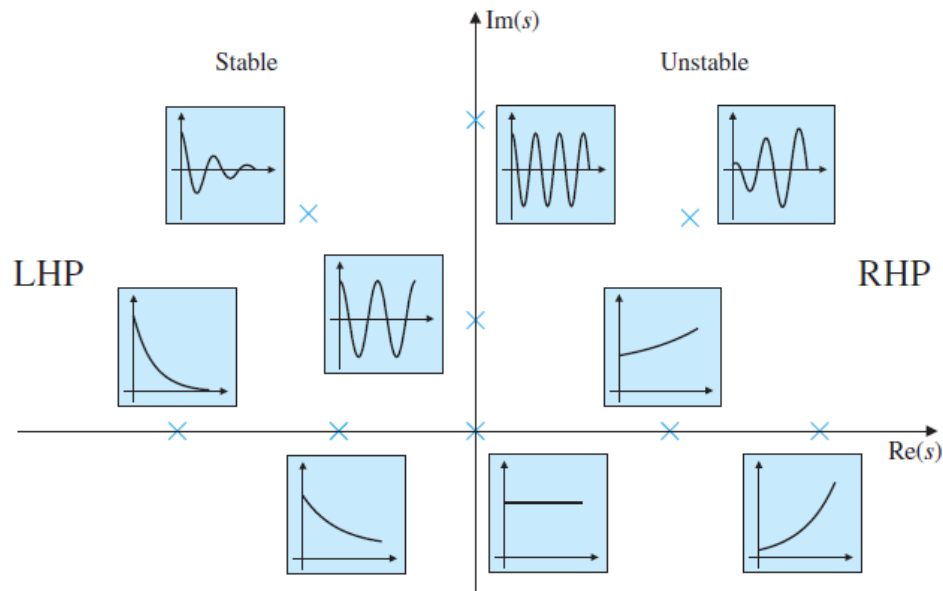 Im(s)
Stable
Unstable
LHP
RHP
Re(s)